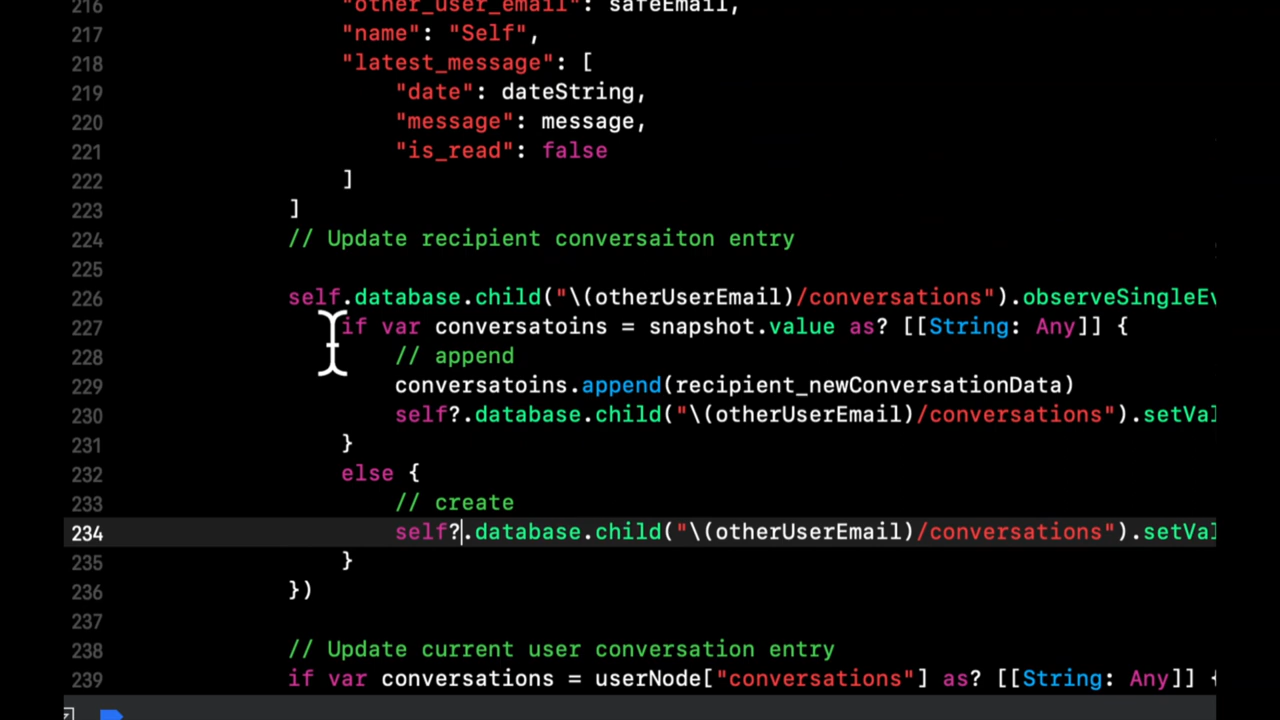 216 "other_user_email": safeEmail,
217 "name": "Self",
218 "latest_message": [
219 "date": dateString,
220 "message": message,
221 "is_read": false
222 ]
223 ]
224 // Update recipient conversaiton entry
225
226 self.database.child("\(otherUserEmail)/conversations").observeSingleEv
227 if var conversatoins = snapshot.value as? [[String: Any]] {
228 // append
229 conversatoins.append(recipient_newConversationData)
230 self?.database.child("\(otherUserEmail)/conversations").setVal
231 }
232 else {
233 // create
234 self?.database.child("\(otherUserEmail)/conversations").setVal
235 }
236 })
237
238 // Update current user conversation entry
239 if var conversations = userNode["conversations"] as? [[String: Any]] {